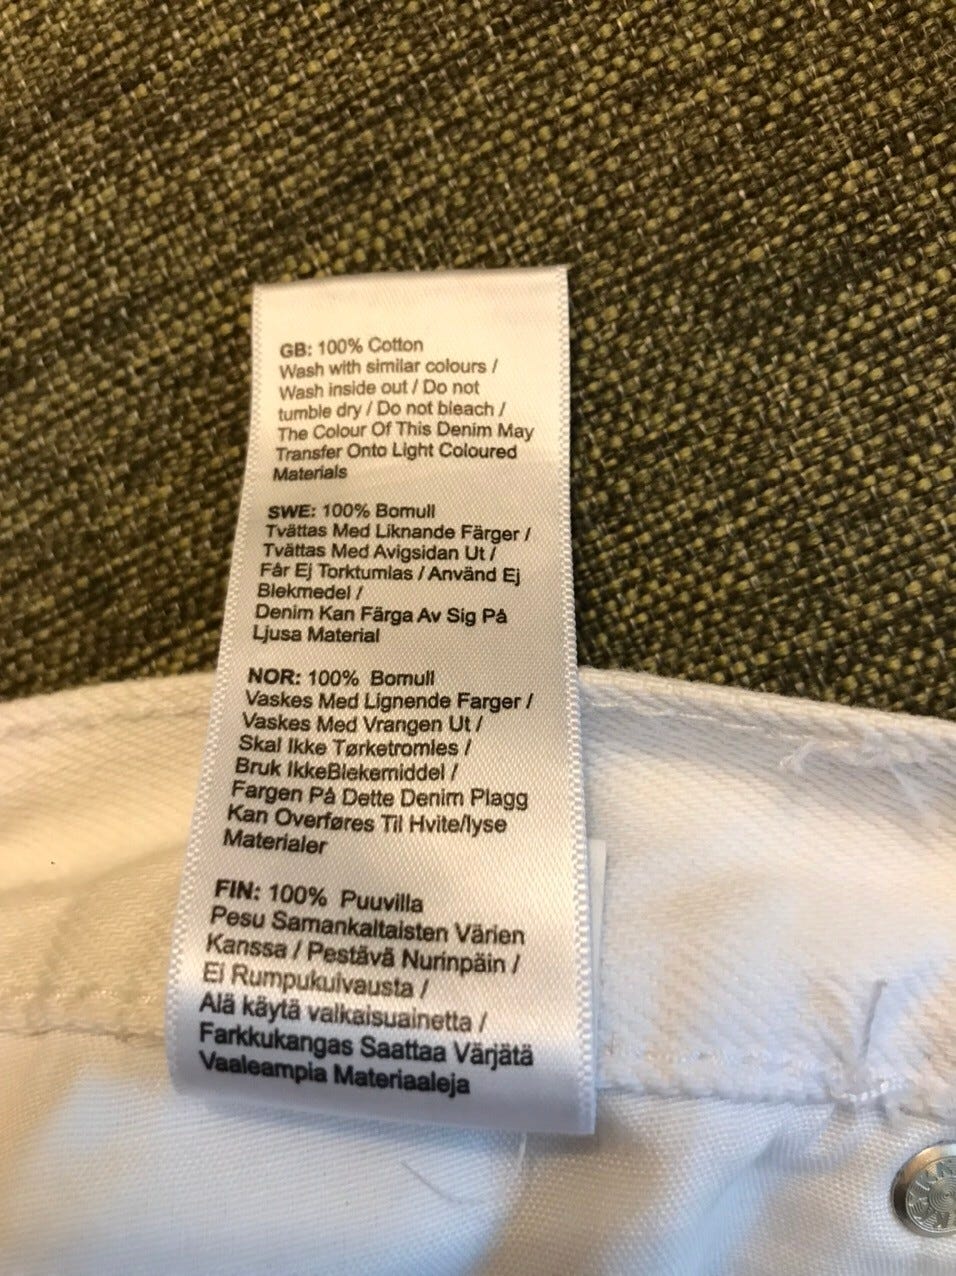 GB: 100% Cotton
Wash with similar colours /
Wash inside out / Do not
tumble dry / Do not bleach /
The Colour Of This Denim May
Transfer Onto Light Coloured
Materials
SWE: 100% Bomull
Tvättas Med Liknande Färger /
Tvättas Med Avigsidan Ut /
Får Ej Torktumlas / Använd Ej
Blekmedel /
Denim Kan Färga Av Sig På
Ljusa Material
NOR: 100% Bomull
Vaskes Med Lignende Farger /
Vaskes Med Vrangen Ut /
Skal Ikke Tørketromles /
Bruk IkkeBlekemiddel /
Fargen På Dette Denim Plagg
Kan Overføres Til Hvite/lyse
Materialer
FIN: 100% Puuvilla
Pesu Samankaltaisten Värien
Kanssa / Pestävä Nurinpäin /
Ei Rumpukuivausta /
Älä käytä valkaisuainetta /
Farkkukangas Saattaa Värjätä
Vaaleampia Materiaaleja